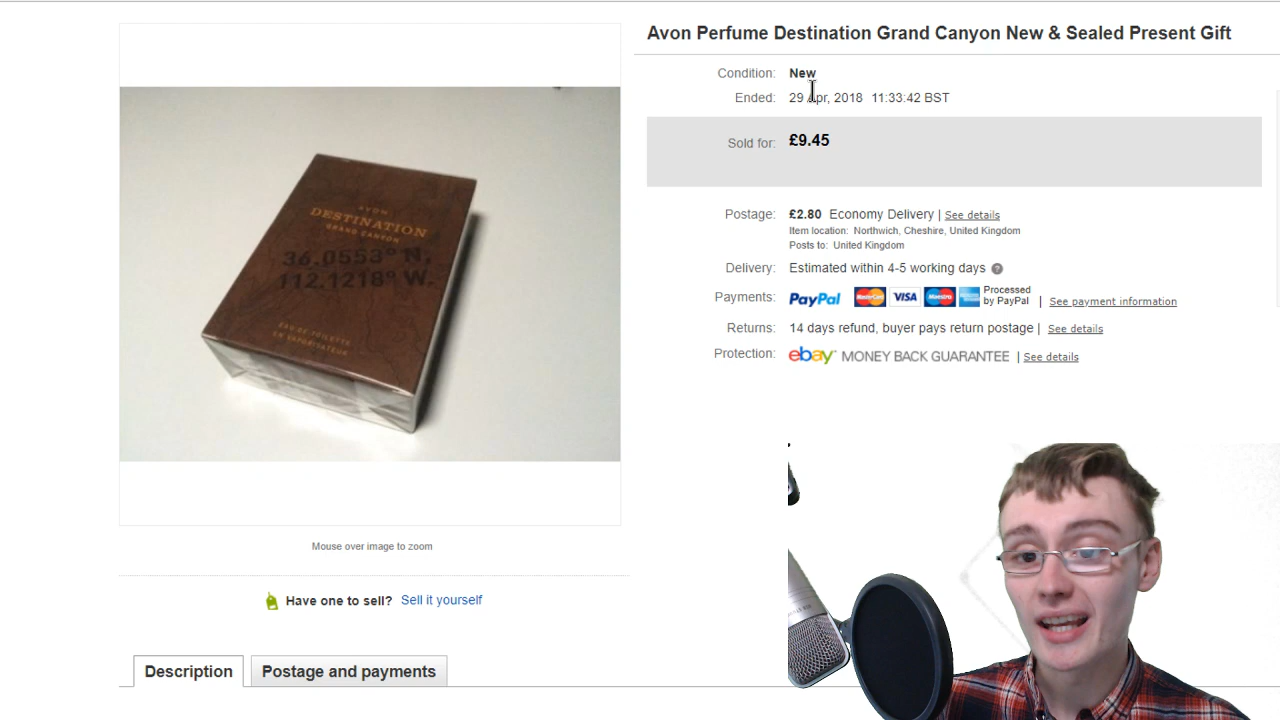 Avon Perfume Destination Grand Canyon New & Sealed Present Gift
Condition: New
Ended: 29 Apr, 2018 11:33:42 BST
Sold for: £9.45
Postage: £2.80 Economy Delivery | See details
Item location: Northwich, Cheshire, United Kingdom
Posts to: United Kingdom
Delivery: Estimated within 4-5 working days ?
Payments: PayPal MasterCard VISA Maestro Processed
by PayPal | See payment information
Returns: 14 days refund, buyer pays return postage | See details
Protection: ebay MONEY BACK GUARANTEE | See details
AVON
DESTINATION
GRAND CANYON
36.0553° N,
112.1218° W.
EAU DE TOILETTE
EN VAPORISATEUR
Mouse over image to zoom
Have one to sell? Sell it yourself
Description
Postage and payments